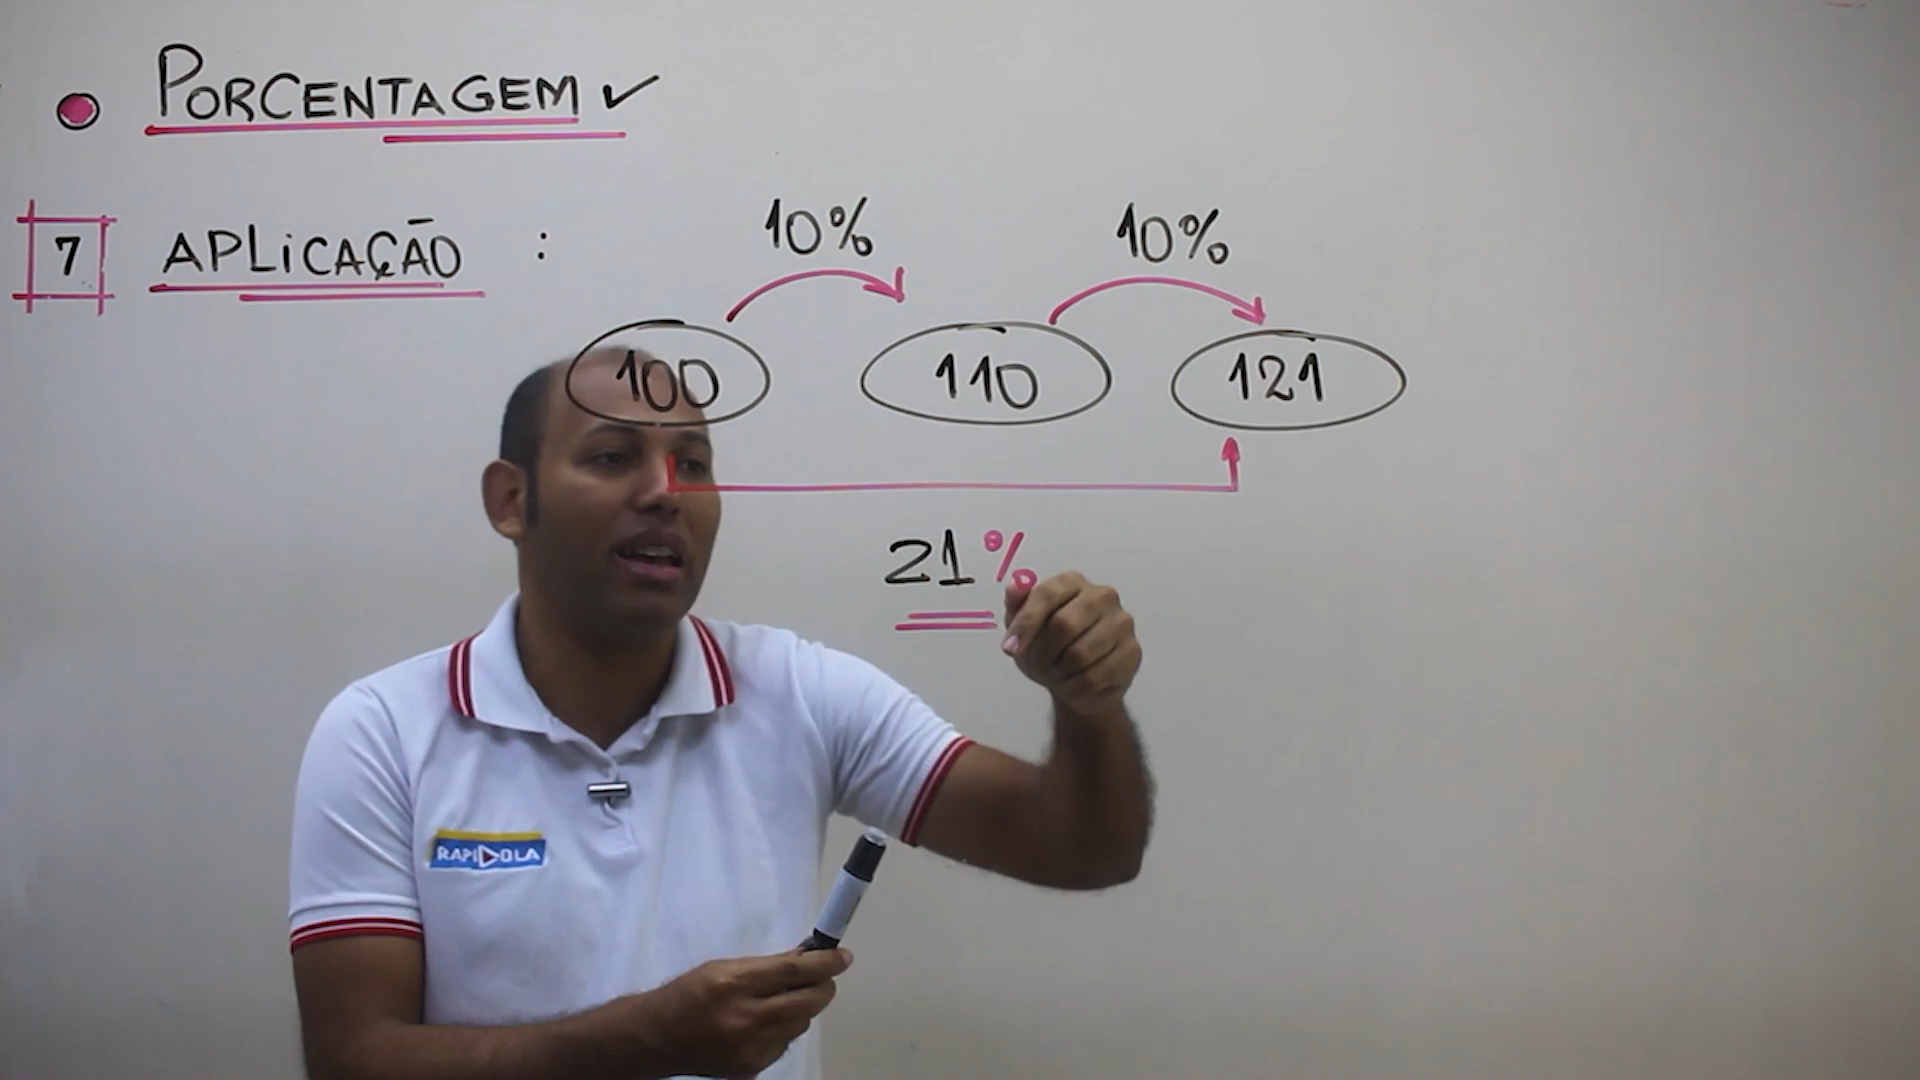 PORCENTAGEM
7 APLICAÇÃO :
10% 10%
100 110 121
21%
RAPIDOLA